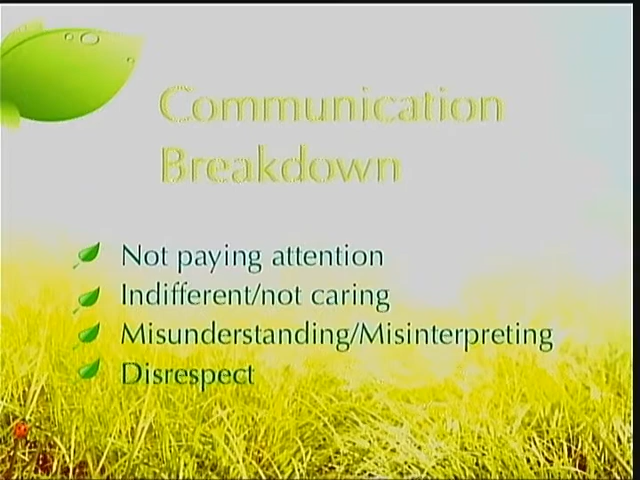 Communication
Breakdown
Not paying attention
Indifferent/not caring
Misunderstanding/Misinterpreting
Disrespect